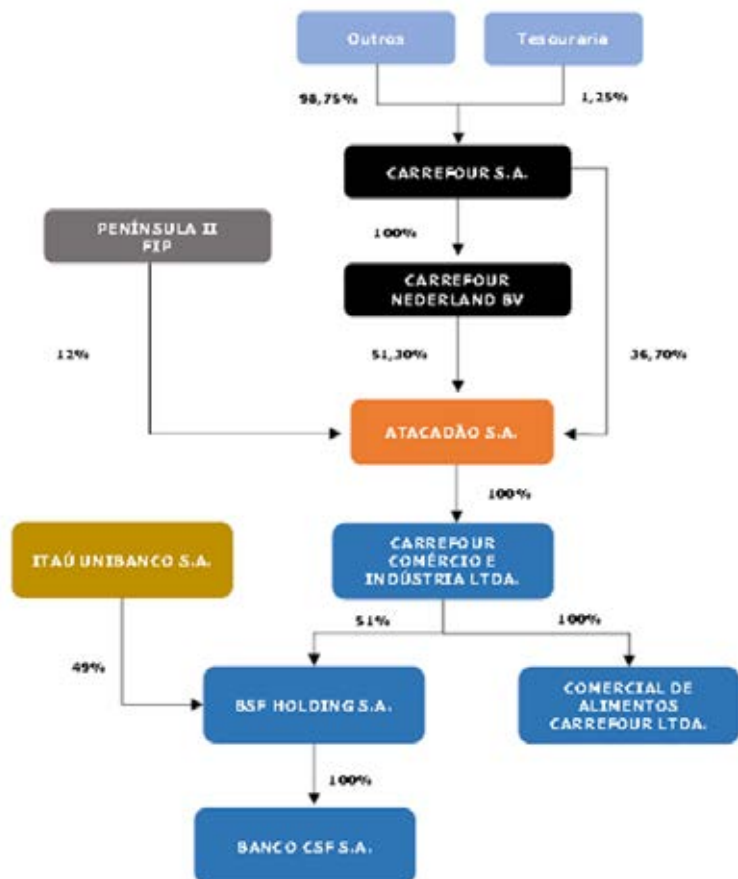 Outros
Tesouraria
98,75%
1,25%
CARREFOUR S.A.
PENÍNSULA II
FIP
100%
CARREFOUR
NEDERLAND BV
12%
51,30%
36,70%
ATACADÃO S.A.
100%
ITAÚ UNIBANCO S.A.
CARREFOUR
COMÉRCIO E
INDÚSTRIA LTDA.
51%
100%
49%
BSF HOLDING S.A.
COMERCIAL DE
ALIMENTOS
CARREFOUR LTDA.
100%
BANCO CSF S.A.